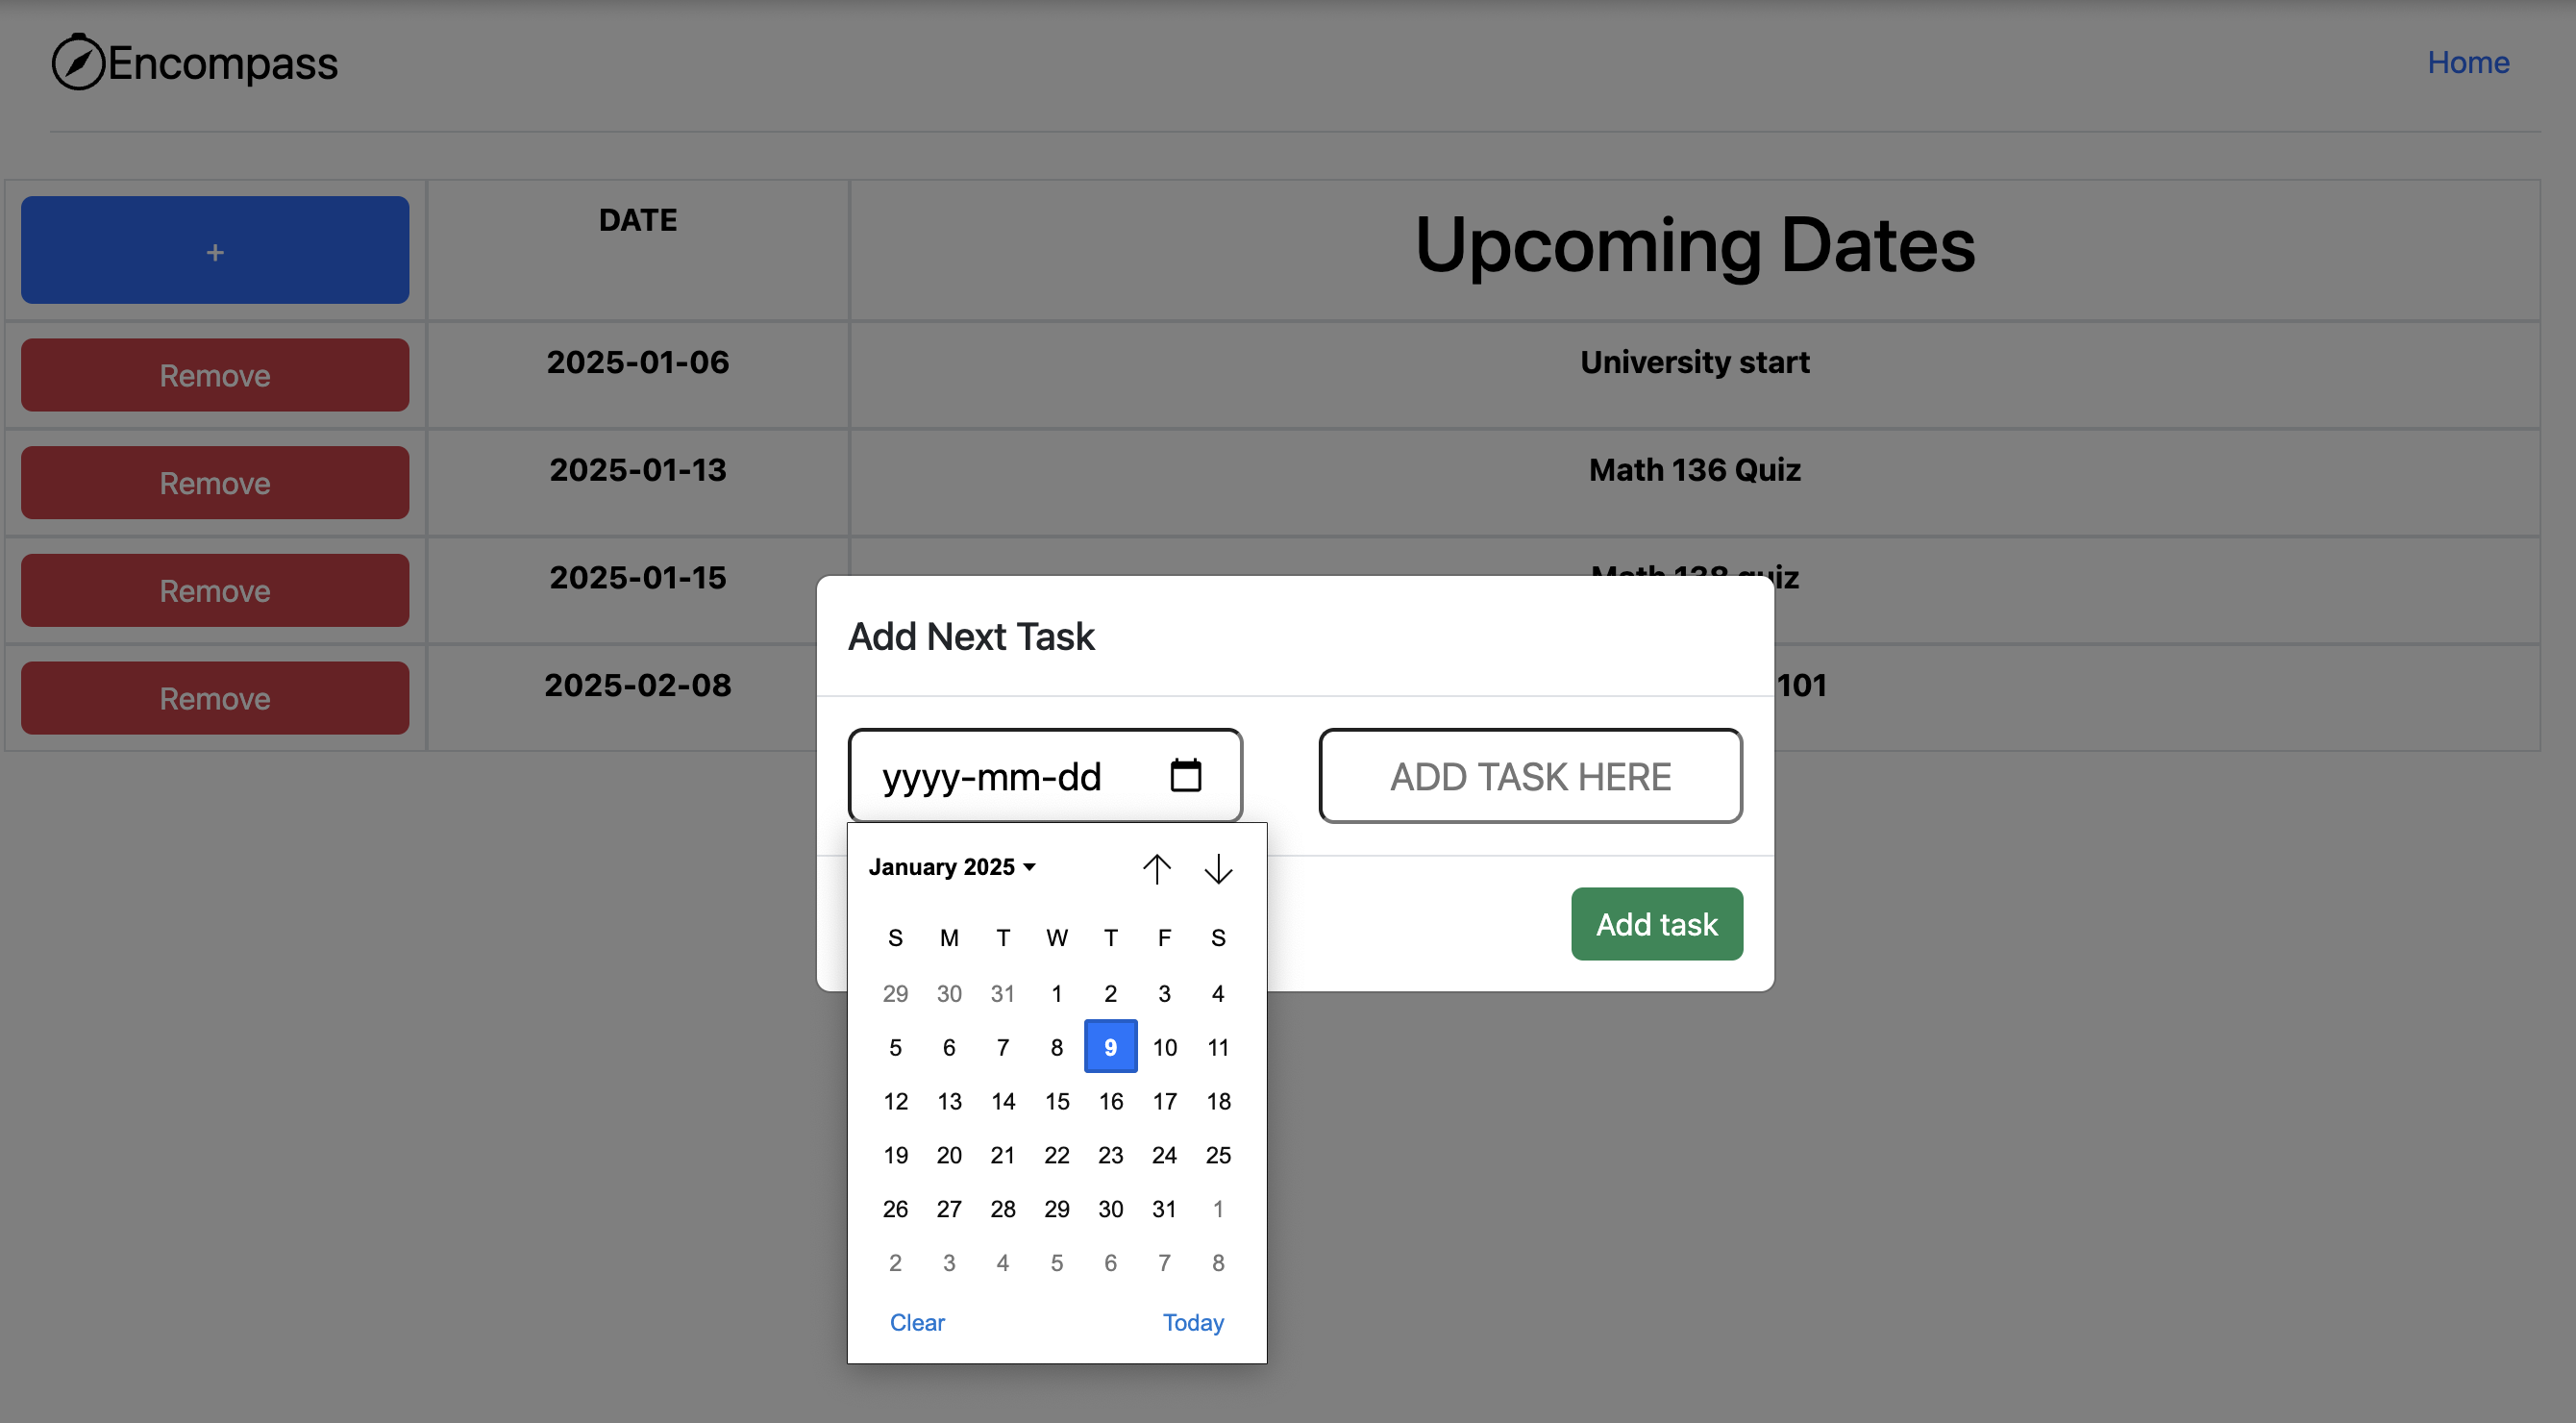 Encompass
Home
+
DATE
Upcoming Dates
Remove
2025-01-06
University start
Remove
2025-01-13
Math 136 Quiz
Remove
2025-01-15
Math 138 quiz
Remove
2025-02-08
101
Add Next Task
yyyy-mm-dd
ADD TASK HERE
January 2025
S M T W T F S
29 30 31 1 2 3 4
5 6 7 8 9 10 11
12 13 14 15 16 17 18
19 20 21 22 23 24 25
26 27 28 29 30 31 1
2 3 4 5 6 7 8
Clear
Today
Add task